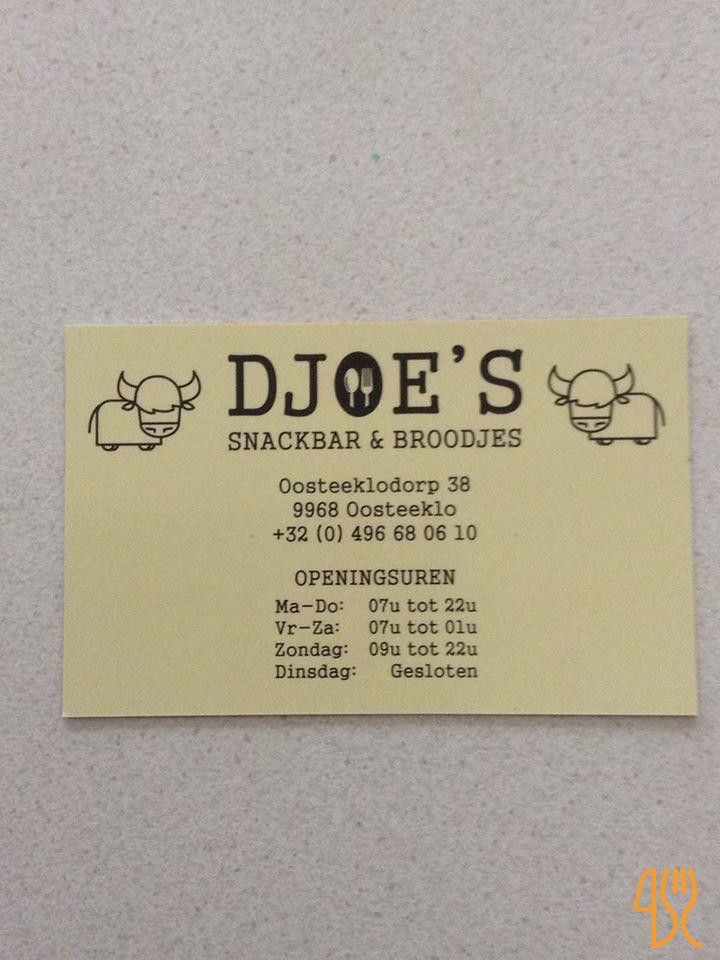 DJOE'S
SNACKBAR & BROODJES
Oosteeklodorp 38
9968 Oosteeklo
+32 (0) 496 68 06 10
OPENINGSUREN
Ma-Do: 07u tot 22u
Vr-Za: 07u tot 01u
Zondag: 09u tot 22u
Dinsdag: Gesloten